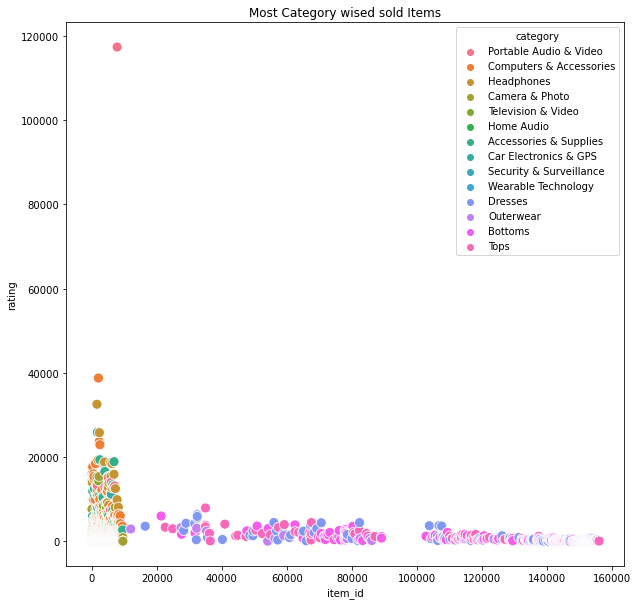 Most Category wised sold Items
category
Portable Audio & Video
Computers & Accessories
Headphones
Camera & Photo
Television & Video
Home Audio
Accessories & Supplies
Car Electronics & GPS
Security & Surveillance
Wearable Technology
Dresses
Outerwear
Bottoms
Tops
120000
100000
80000
60000
40000
20000
0
rating
0 20000 40000 60000 80000 100000 120000 140000 160000
item_id